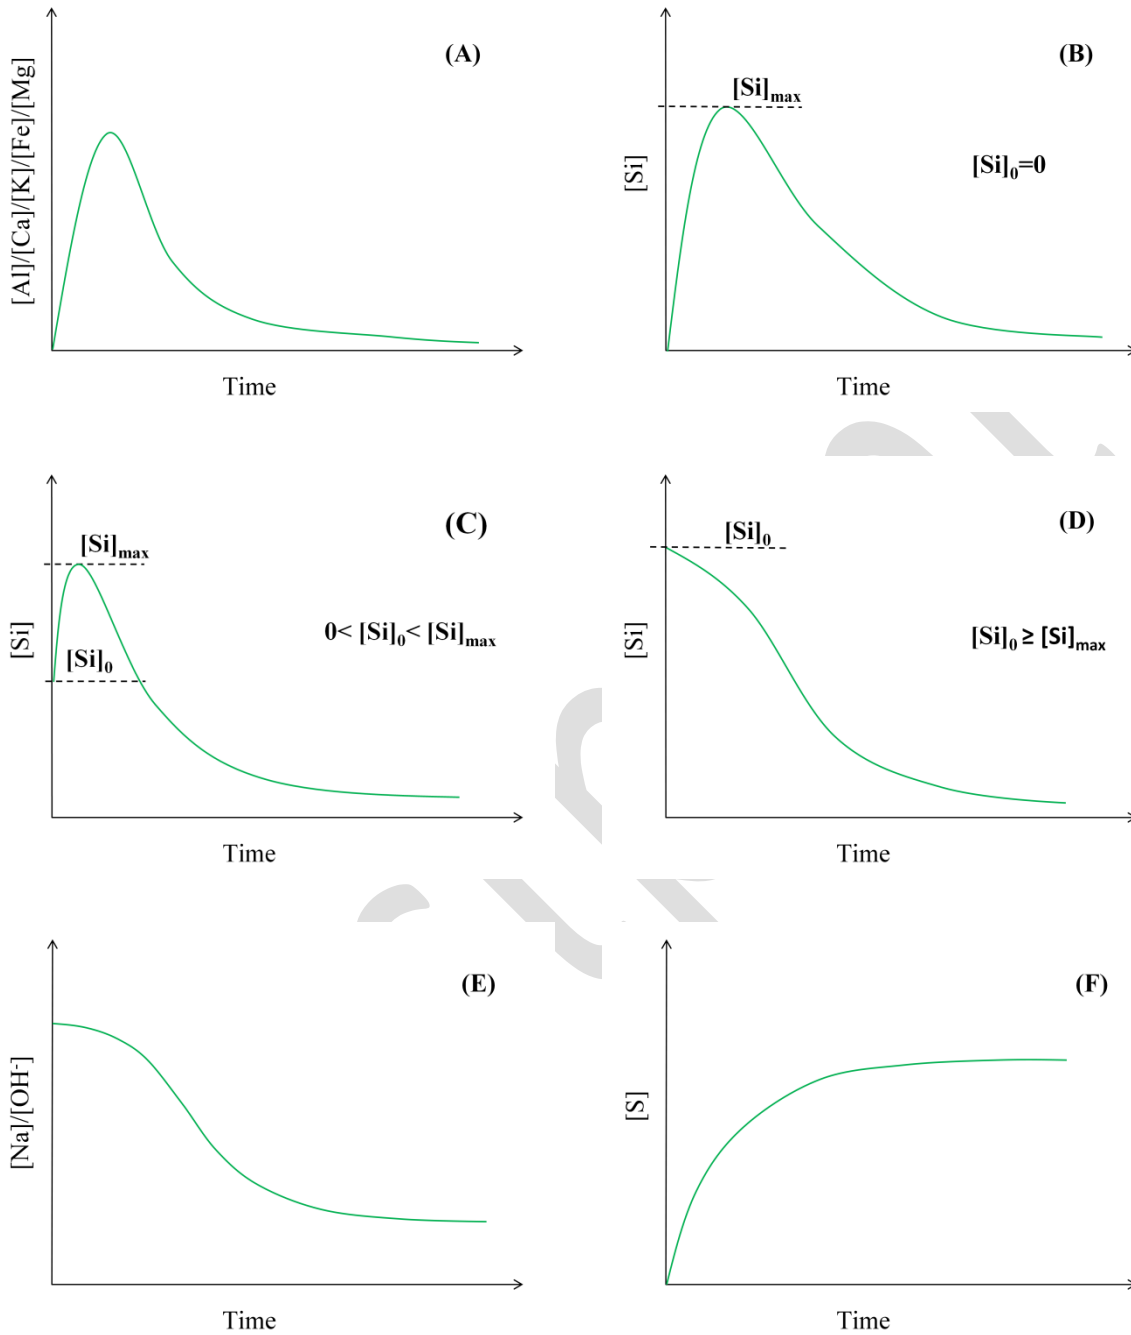 (A)
[Al]/[Ca]/[K]/[Fe]/[Mg]
Time
(B)
[Si]max
[Si]
[Si]0=0
Time
(C)
[Si]max
[Si]
[Si]0
0< [Si]0< [Si]max
Time
(D)
[Si]0
[Si]
[Si]0 ≥ [Si]max
Time
(E)
[Na]/[OH-]
Time
(F)
[S]
Time